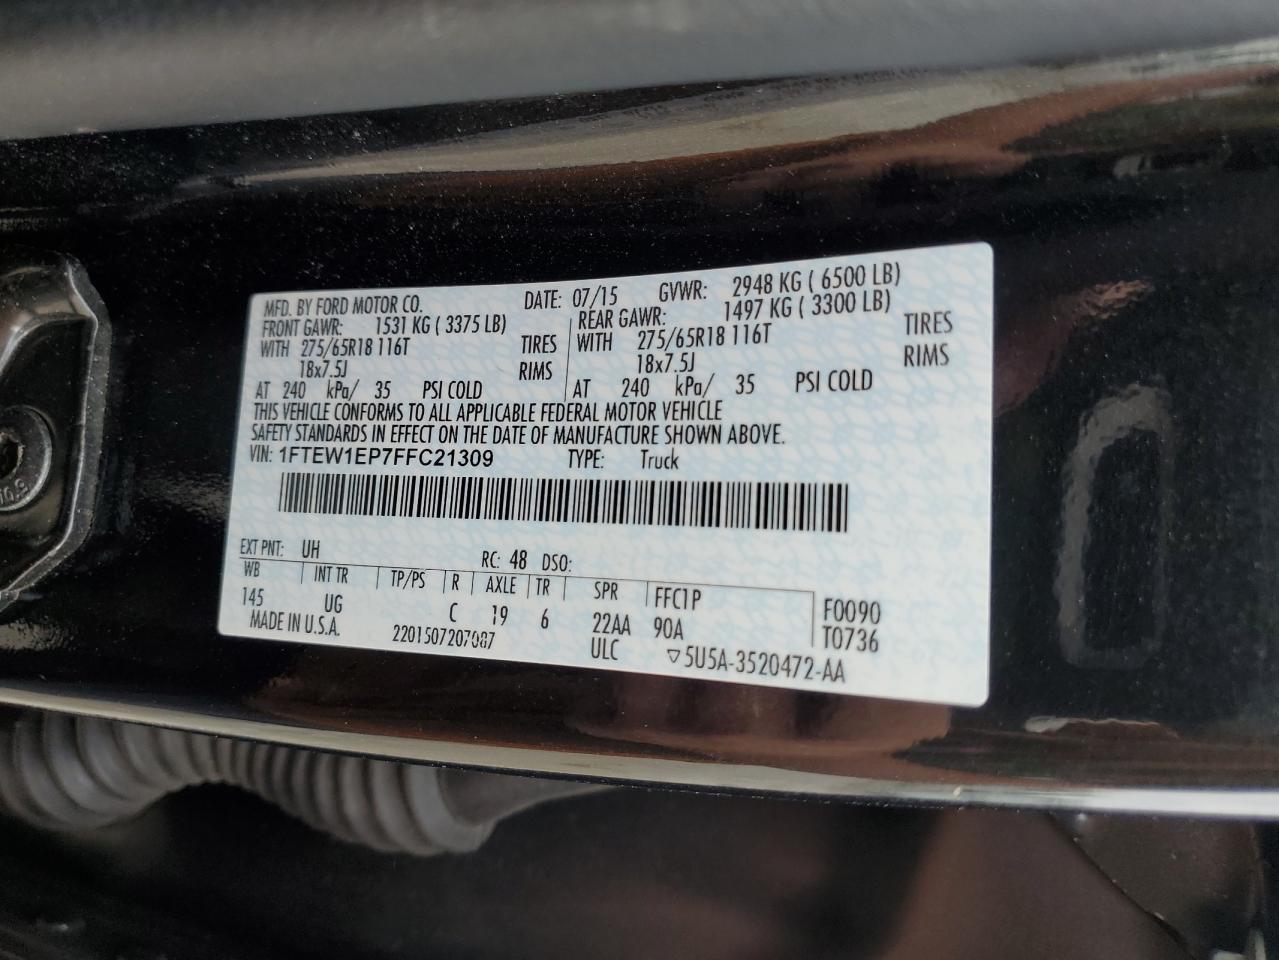 MFD. BY FORD MOTOR CO. DATE: 07/15 GVWR: 2948 KG ( 6500 LB)
FRONT GAWR: 1531 KG ( 3375 LB) REAR GAWR: 1497 KG ( 3300 LB)
WITH 275/65R18 116T TIRES WITH 275/65R18 116T TIRES
18x7.5J RIMS 18x7.5J RIMS
AT 240 kPa/ 35 PSI COLD AT 240 kPa/ 35 PSI COLD
THIS VEHICLE CONFORMS TO ALL APPLICABLE FEDERAL MOTOR VEHICLE
SAFETY STANDARDS IN EFFECT ON THE DATE OF MANUFACTURE SHOWN ABOVE.
VIN: 1FTEW1EP7FFC21309 TYPE: Truck
EXT PNT: UH RC: 48 DSO:
WB INT TR TP/PS R AXLE TR SPR FFC1P F0090
145 UG C 19 6 22AA 90A T0736
MADE IN U.S.A. 2201507207087 ULC ▽5U5A-3520472-AA
10.9